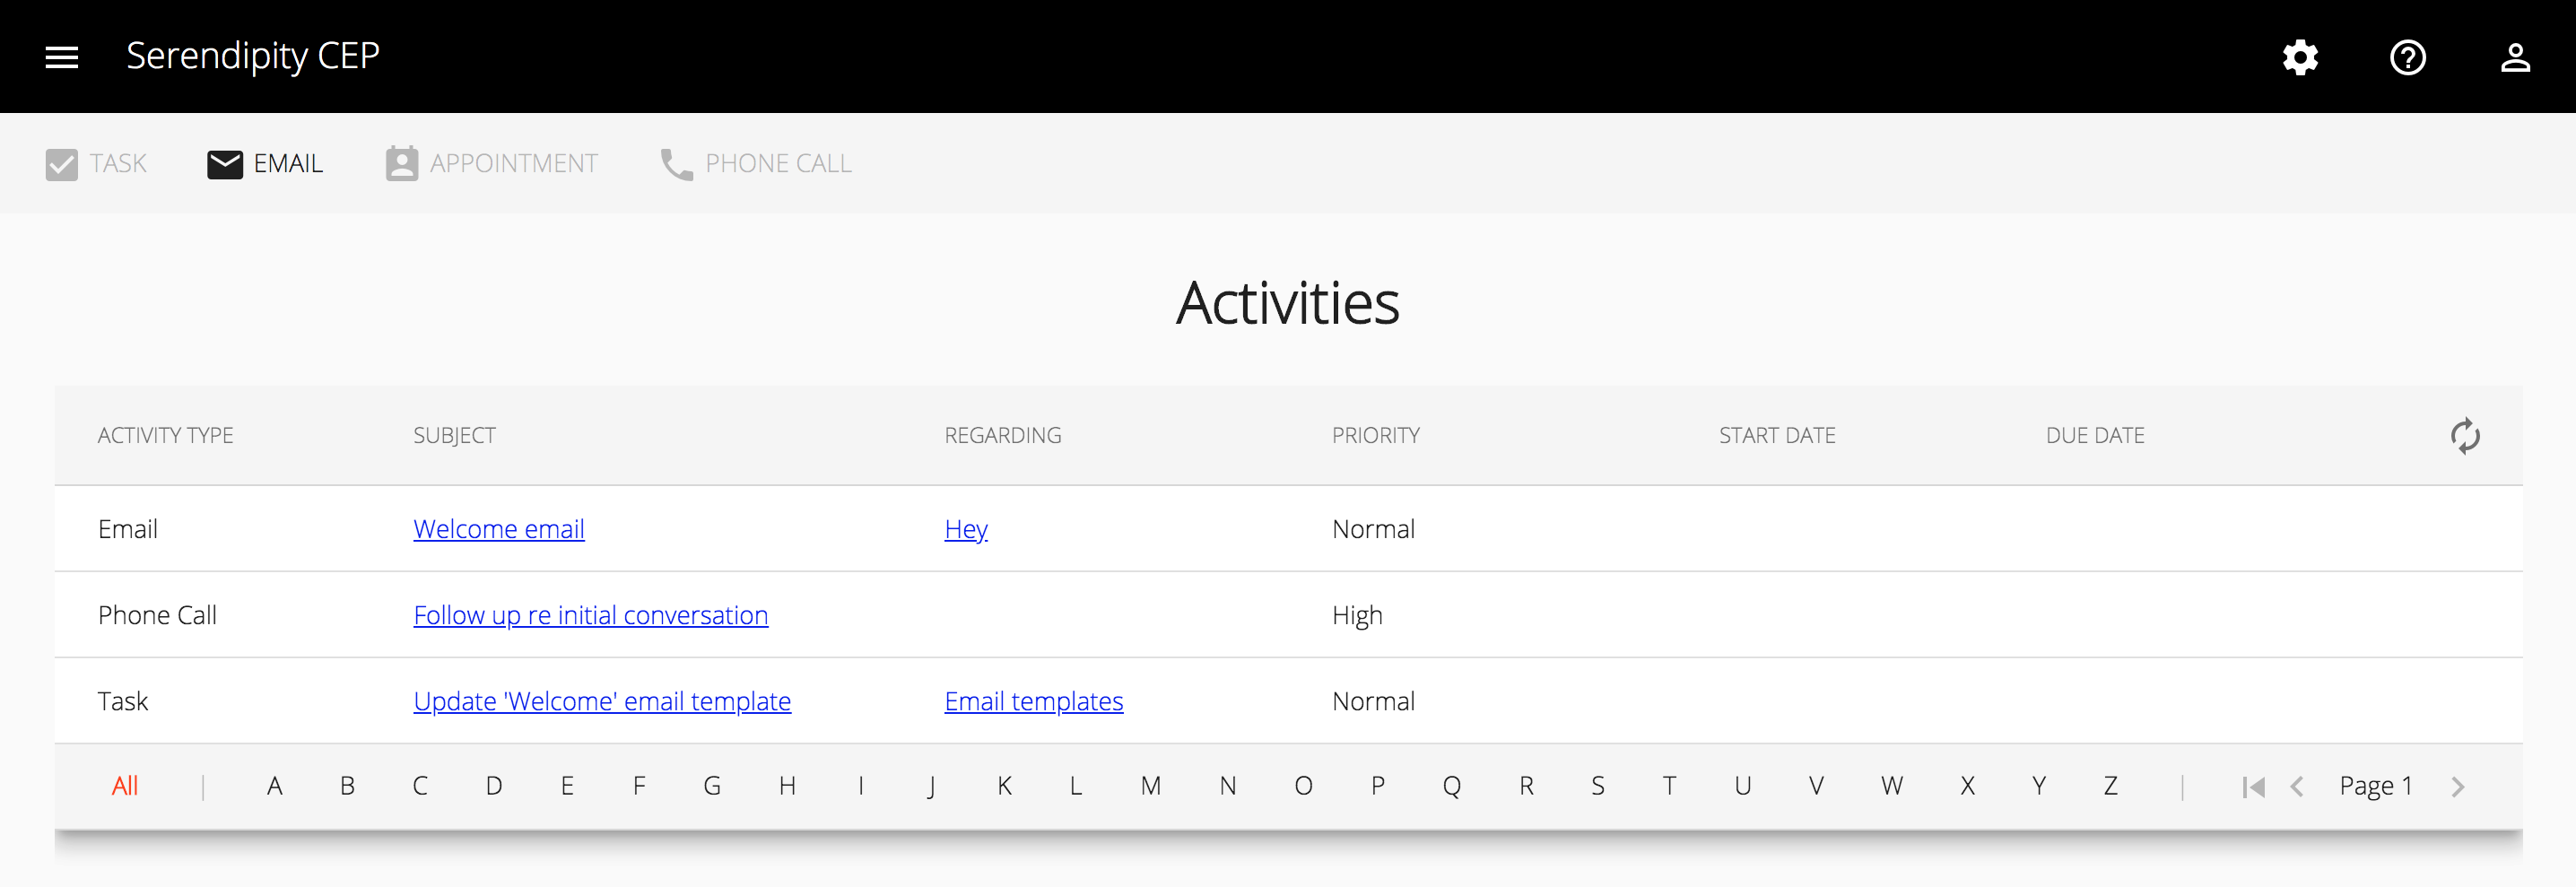 Serendipity CEP
TASK EMAIL APPOINTMENT PHONE CALL
Activities
ACTIVITY TYPE SUBJECT REGARDING PRIORITY START DATE DUE DATE
Email Welcome email Hey Normal
Phone Call Follow up re initial conversation High
Task Update 'Welcome' email template Email templates Normal
All | A B C D E F G H I J K L M N O P Q R S T U V W X Y Z | Page 1